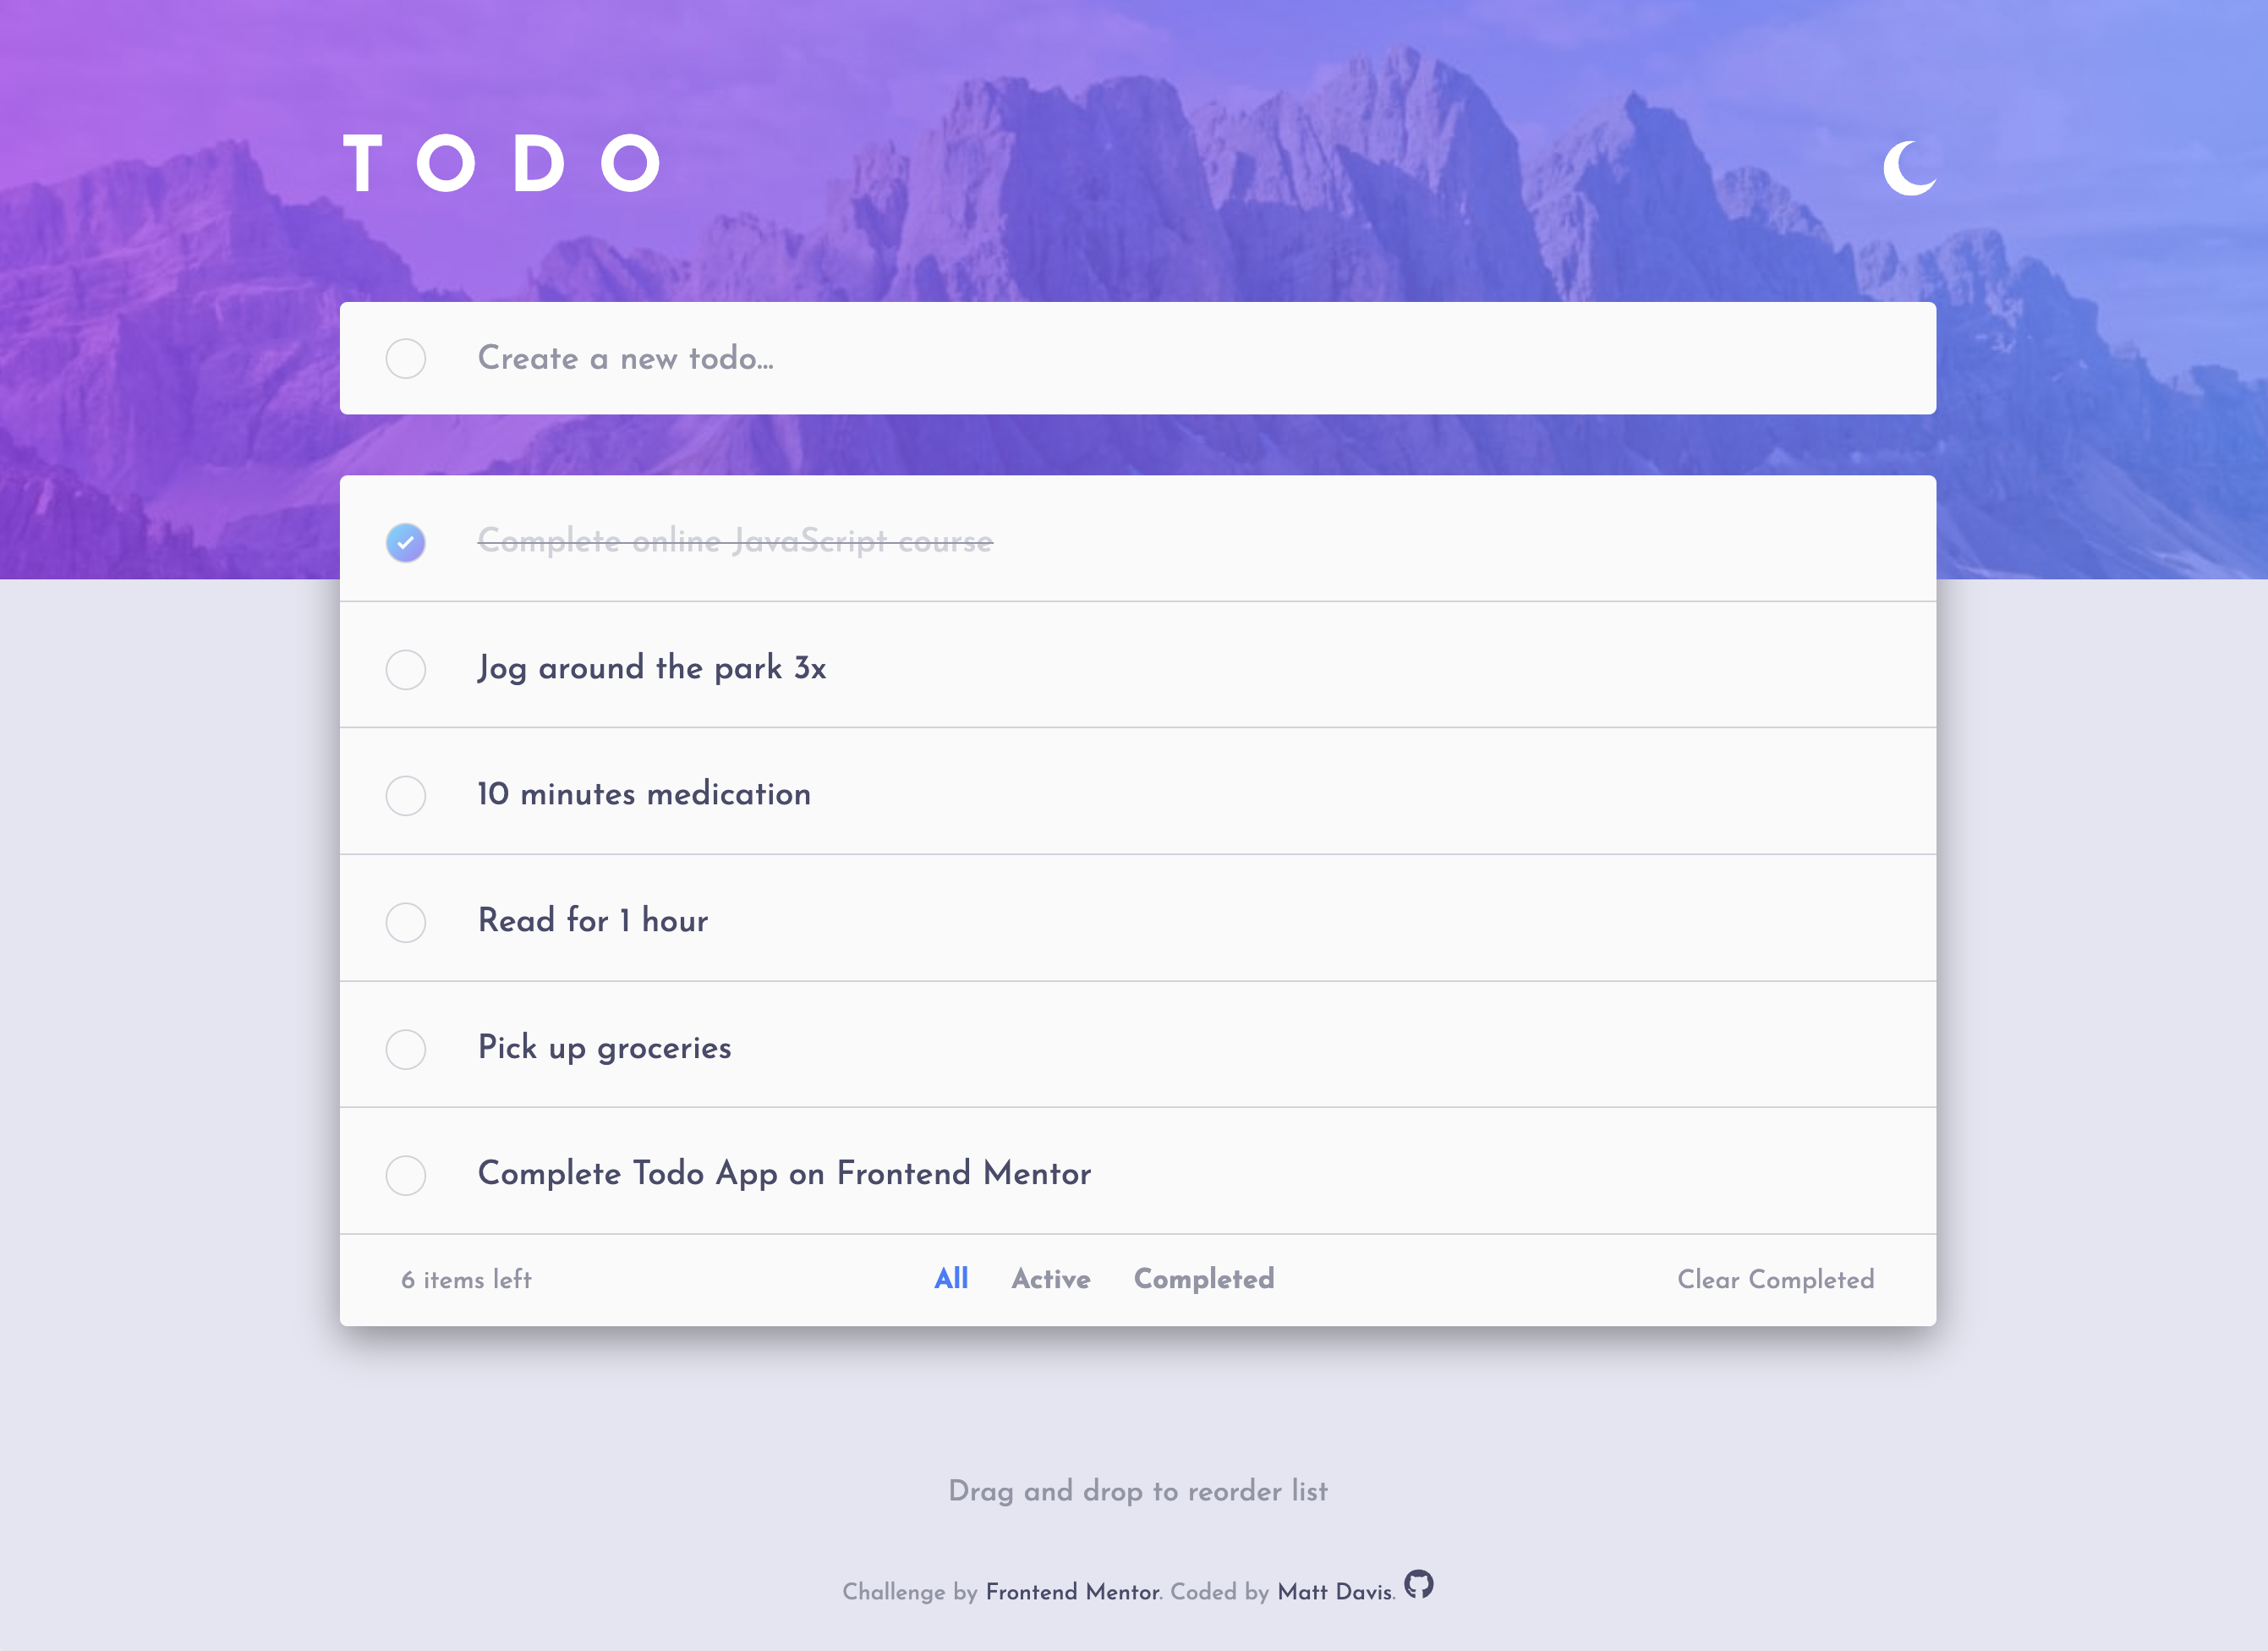 TODO
Create a new todo...
Complete online JavaScript course
Jog around the park 3x
10 minutes medication
Read for 1 hour
Pick up groceries
Complete Todo App on Frontend Mentor
6 items left All Active Completed Clear Completed
Drag and drop to reorder list
Challenge by Frontend Mentor. Coded by Matt Davis.